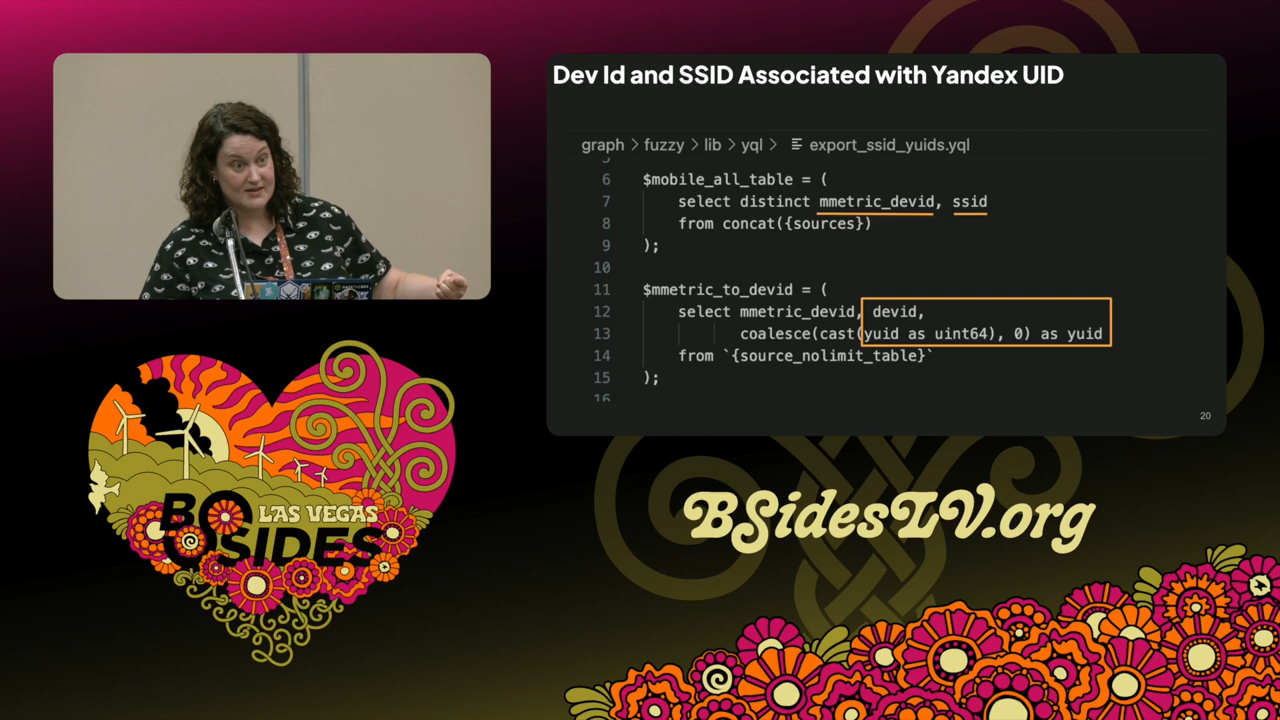 Dev Id and SSID Associated with Yandex UID
graph > fuzzy > lib > yql > export_ssid_yuids.yql
6 $mobile_all_table = (
7 select distinct mmetric_devid, ssid
8 from concat({sources})
9 );
10
11 $mmetric_to_devid = (
12 select mmetric_devid, devid,
13 coalesce(cast(yuid as uint64), 0) as yuid
14 from `{source_nolimit_table}`
15 );
16
20
LAS VEGAS
BSidesLV.org